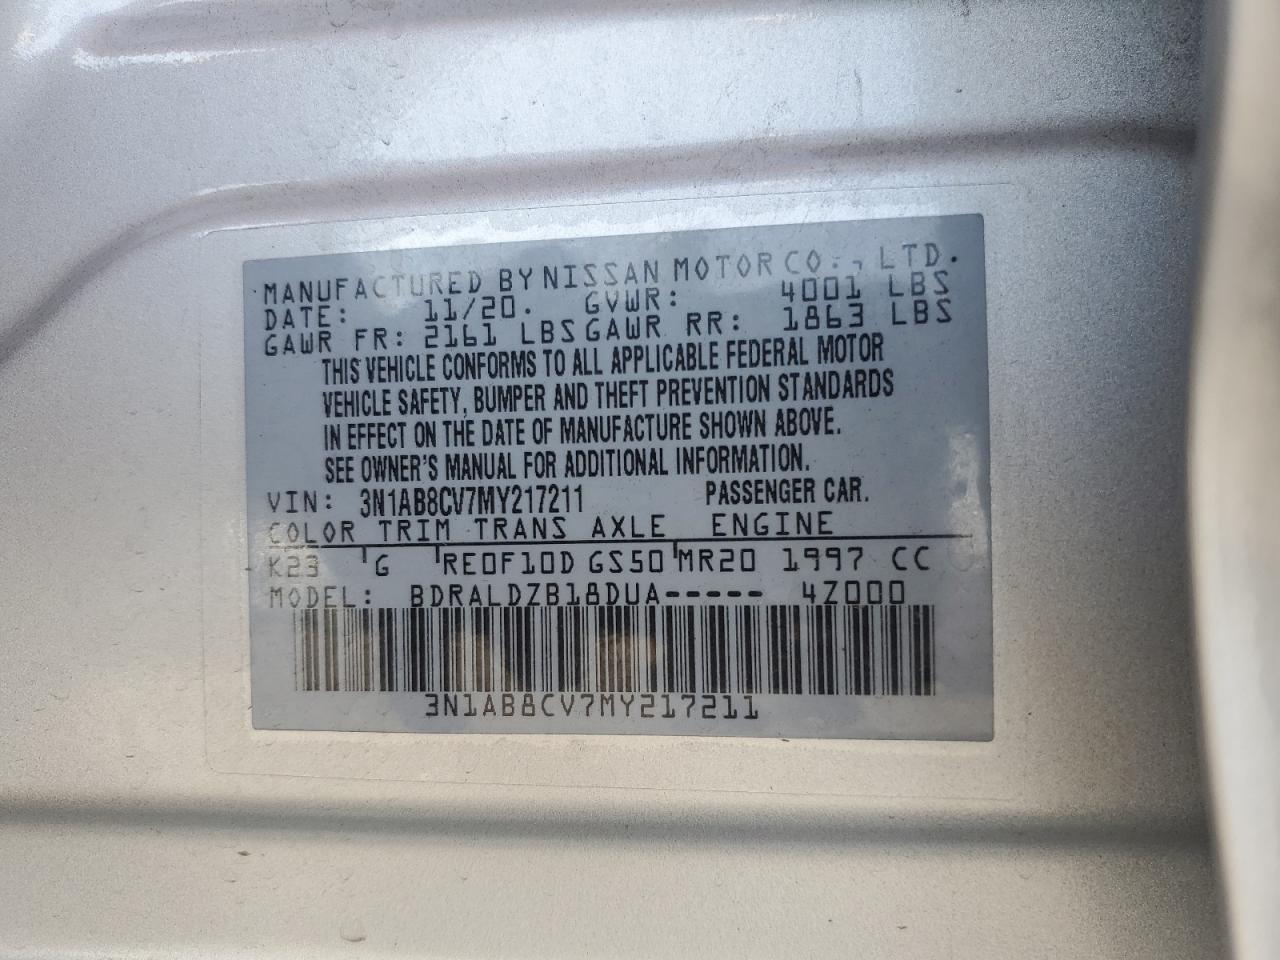 MANUFACTURED BY NISSAN MOTOR CO., LTD.
DATE: 11/20. GVWR: 4001 LBS
GAWR FR: 2161 LBS GAWR RR: 1863 LBS
THIS VEHICLE CONFORMS TO ALL APPLICABLE FEDERAL MOTOR
VEHICLE SAFETY, BUMPER AND THEFT PREVENTION STANDARDS
IN EFFECT ON THE DATE OF MANUFACTURE SHOWN ABOVE.
SEE OWNER'S MANUAL FOR ADDITIONAL INFORMATION.
VIN: 3N1AB8CV7MY217211 PASSENGER CAR.
COLOR TRIM TRANS AXLE ENGINE
K23 G RE0F10D GS50 MR20 1997 CC
MODEL: BDRALDZB18DUA----- 4Z000
3N1AB8CV7MY217211